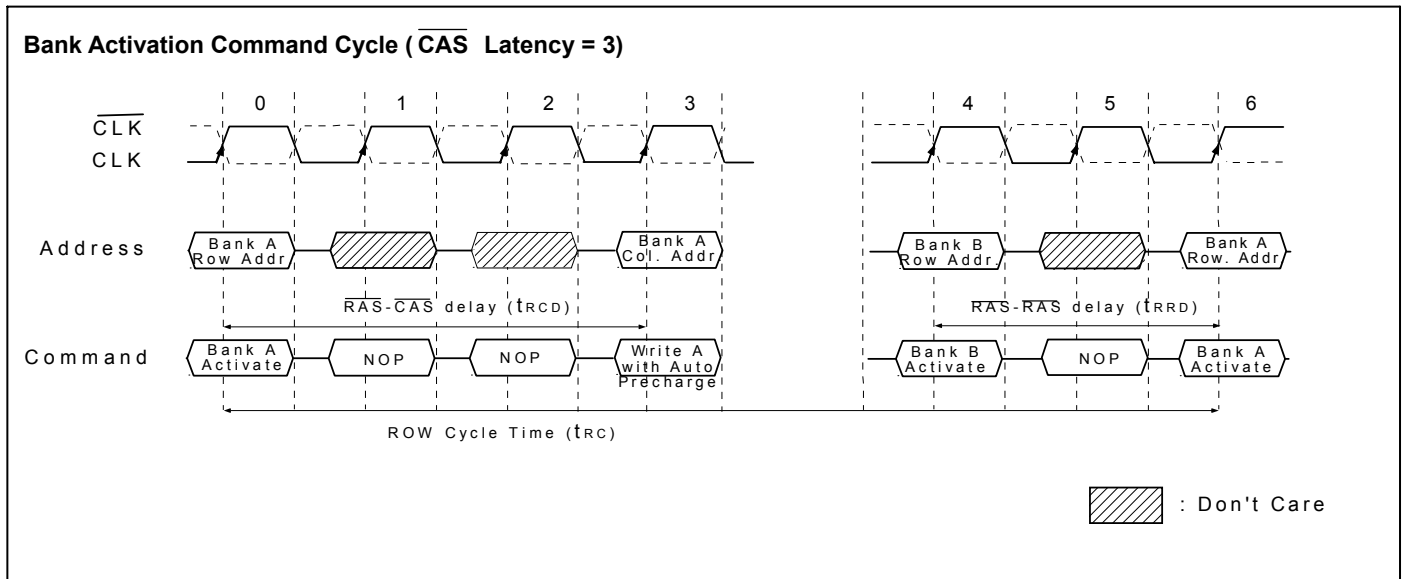 Bank Activation Command Cycle ( CAS Latency = 3)
0 1 2 3 4 5 6
CLK
CLK
Address
Bank A
Row Addr
Bank A
Col. Addr
Bank B
Row Addr.
Bank A
Row. Addr
RAS-CAS delay (tRCD)
RAS-RAS delay (tRRD)
Command
Bank A
Activate
NOP
NOP
Write A
with Auto
Precharge
Bank B
Activate
NOP
Bank A
Activate
ROW Cycle Time (tRC)
: Don't Care